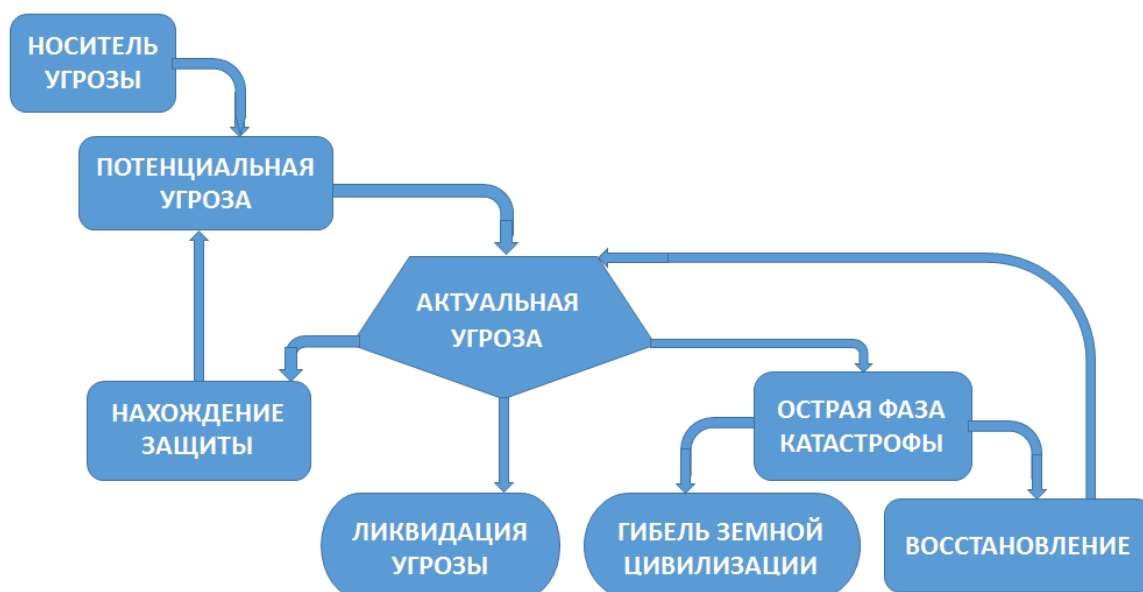 НОСИТЕЛЬ
УГРОЗЫ
ПОТЕНЦИАЛЬНАЯ
УГРОЗА
АКТУАЛЬНАЯ
УГРОЗА
НАХОЖДЕНИЕ
ЗАЩИТЫ
ОСТРАЯ ФАЗА
КАТАСТРОФЫ
ЛИКВИДАЦИЯ
УГРОЗЫ
ГИБЕЛЬ ЗЕМНОЙ
ЦИВИЛИЗАЦИИ
ВОССТАНОВЛЕНИЕ